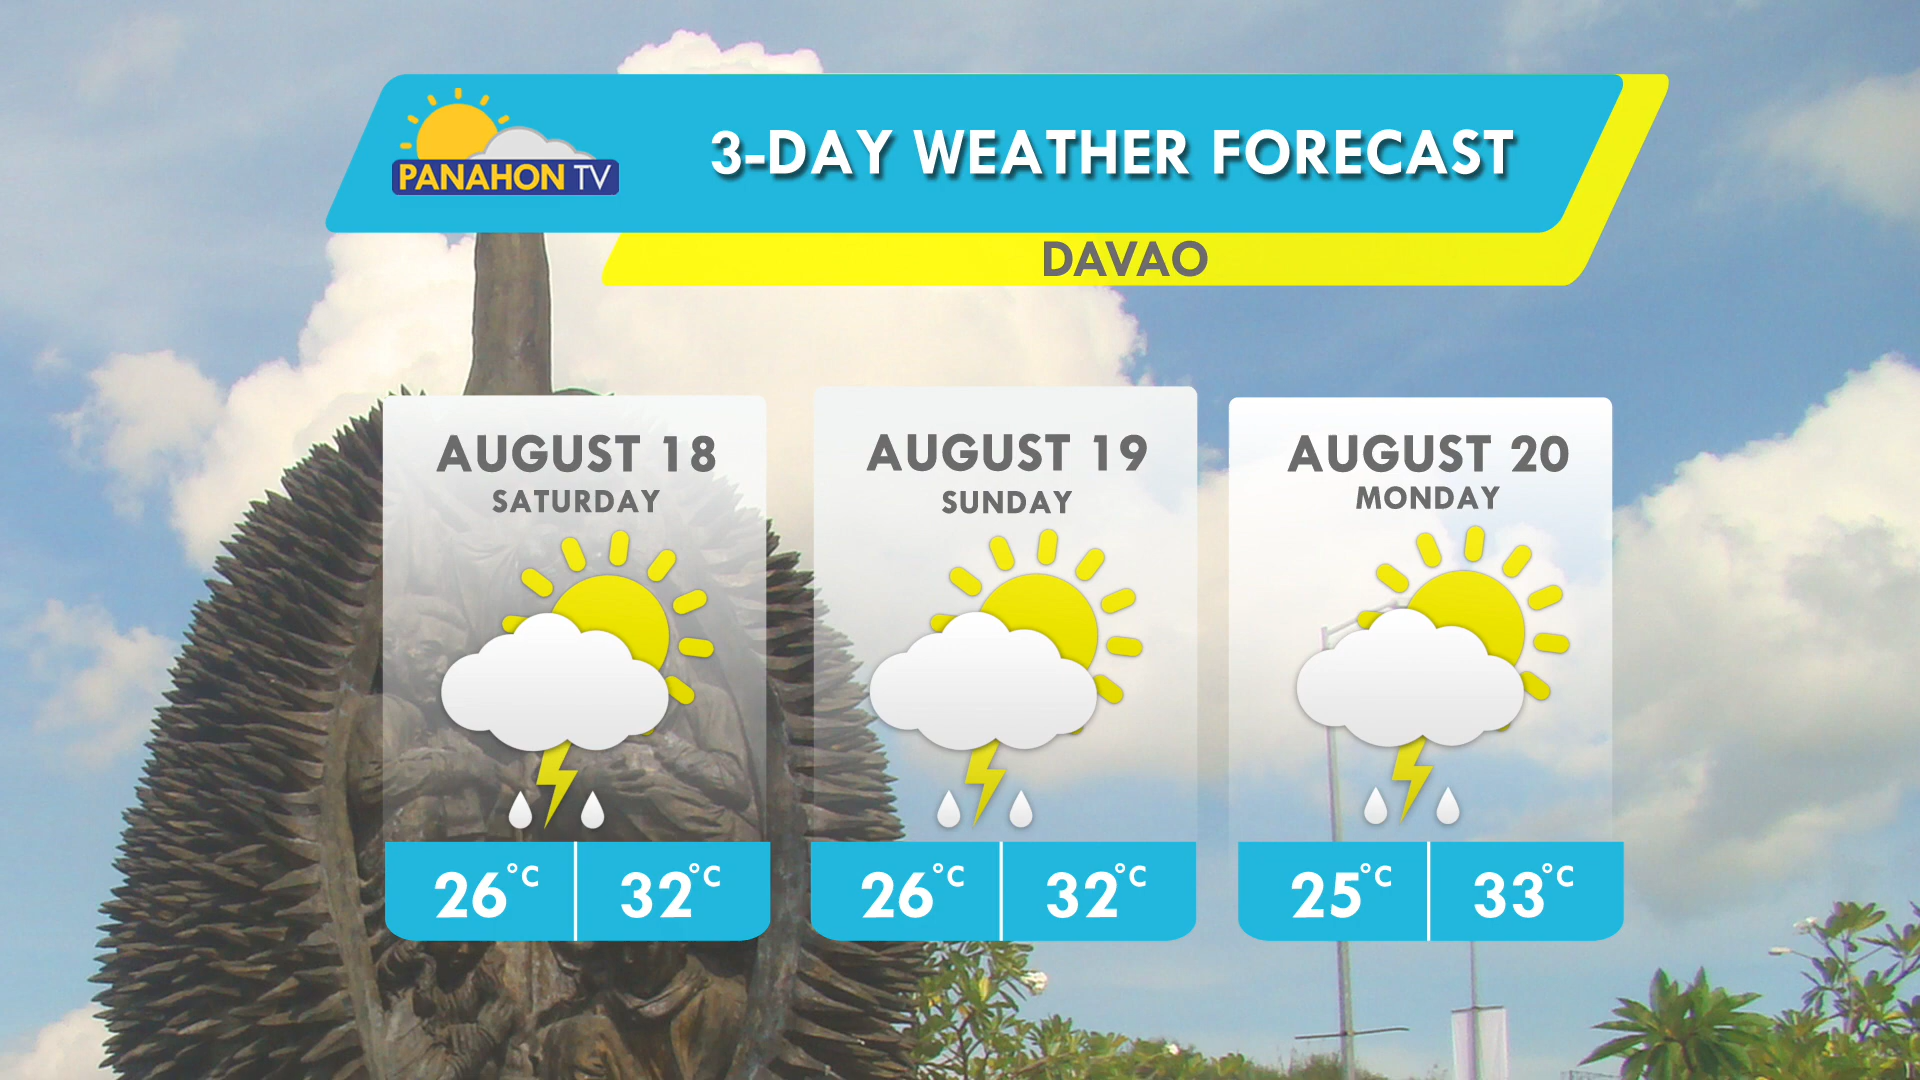 PANAHON TV
3-DAY WEATHER FORECAST
DAVAO
AUGUST 18
SATURDAY
26°C
32°C
AUGUST 19
SUNDAY
26°C
32°C
AUGUST 20
MONDAY
25°C
33°C